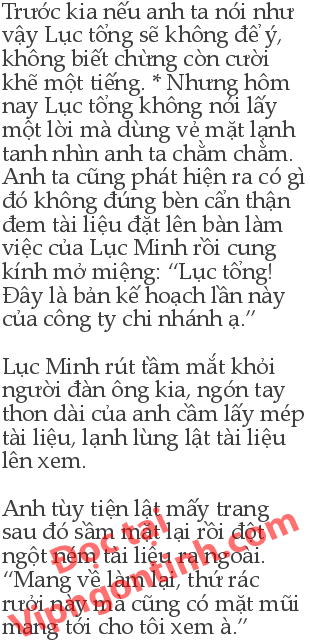 Trước kia nếu anh ta nói như
vậy Lục tổng sẽ không để ý,
không biết chừng còn cười
khẽ một tiếng. * Nhưng hôm
nay Lục tổng không nói lấy
một lời mà dùng vẻ mặt lạnh
tanh nhìn anh ta chằm chằm.
Anh ta cũng phát hiện ra có gì
đó không đúng bèn cẩn thận
đem tài liệu đặt lên bàn làm
việc của Lục Minh rồi cung
kính mở miệng: “Lục tổng!
Đây là bản kế hoạch lần này
của công ty chi nhánh ạ.”
Lục Minh rút tầm mắt khỏi
người đàn ông kia, ngón tay
thon dài của anh cầm lấy mép
tài liệu, lạnh lùng lật tài liệu
lên xem.
Anh tùy tiện lật mấy trang
sau đó sầm mặt lại rồi đột
ngột ném tài liệu ra ngoài.
“Mang về làm lại, thứ rác
rưởi này mà cũng có mặt mũi
mang tới cho tôi xem à.”
Đọc tại
Vipngontinh.com